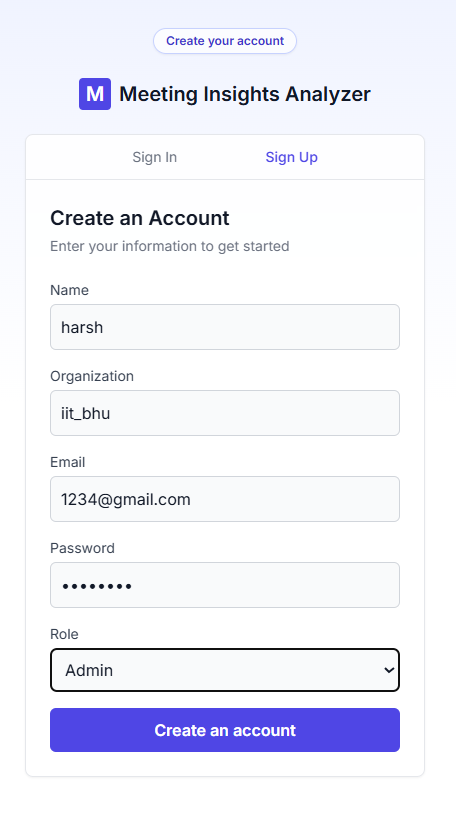 Create your account
M Meeting Insights Analyzer
Sign In Sign Up
Create an Account
Enter your information to get started
Name
harsh
Organization
iit_bhu
Email
1234@gmail.com
Password
••••••••
Role
Admin
Create an account